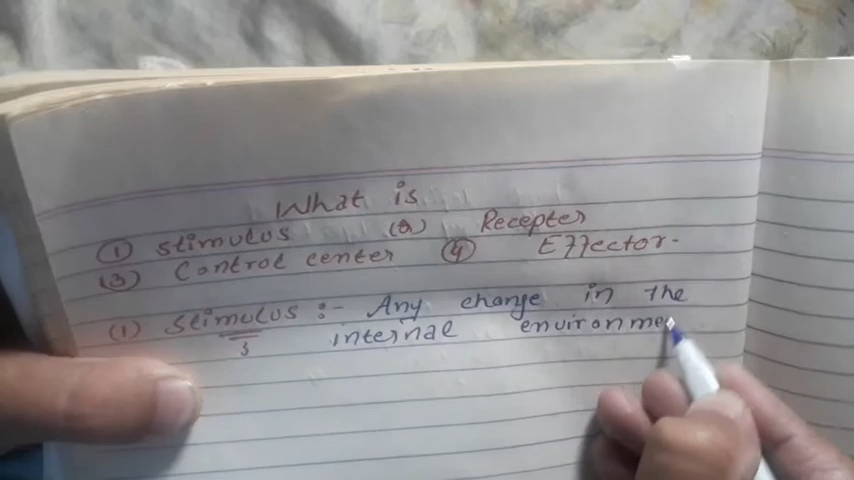 What is
(1) stimulus (2) Recepter
(3) Control center (4) Effector.
(1) Stimulus :- Any change in the
internal environme